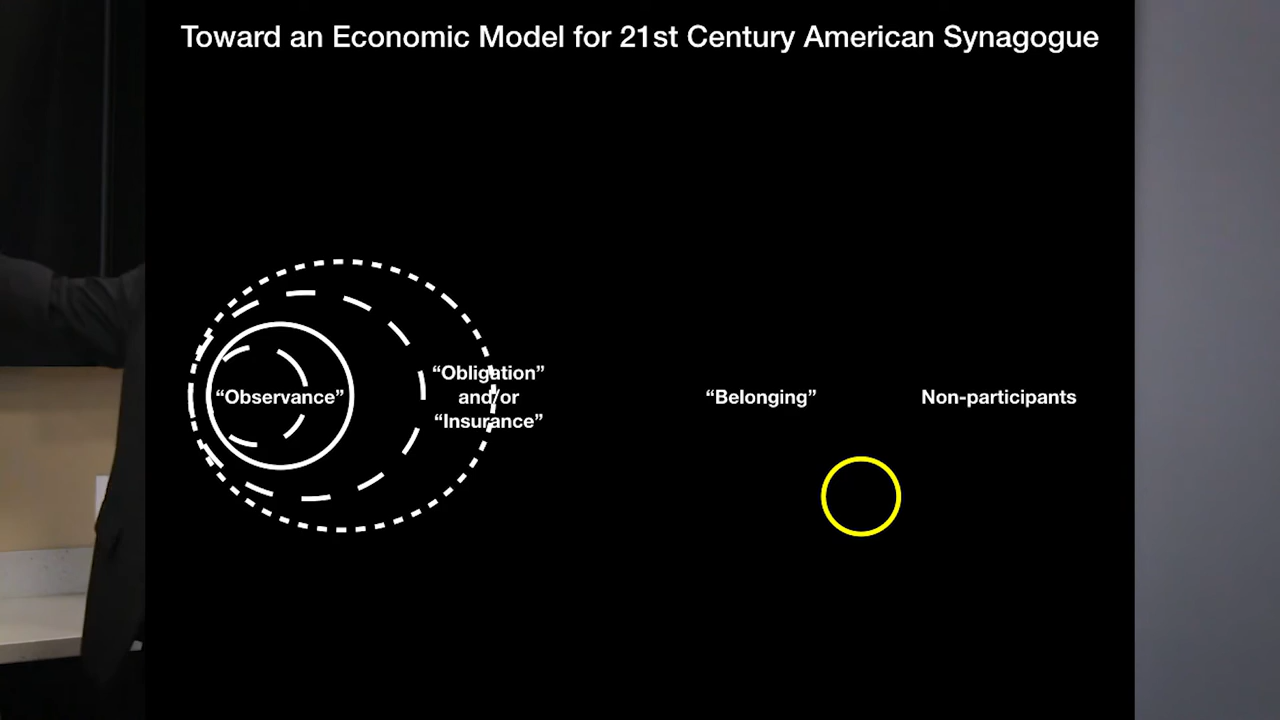 Toward an Economic Model for 21st Century American Synagogue
“Observance”
“Obligation”
and/or
“Insurance”
“Belonging”
Non-participants